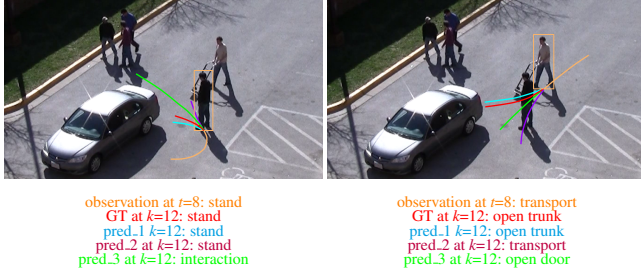 observation at t=8: stand
GT at k=12: stand
pred_1 at k=12: stand
pred_2 at k=12: stand
pred_3 at k=12: interaction
observation at t=8: transport
GT at k=12: open trunk
pred_1 at k=12: open trunk
pred_2 at k=12: transport
pred_3 at k=12: open door